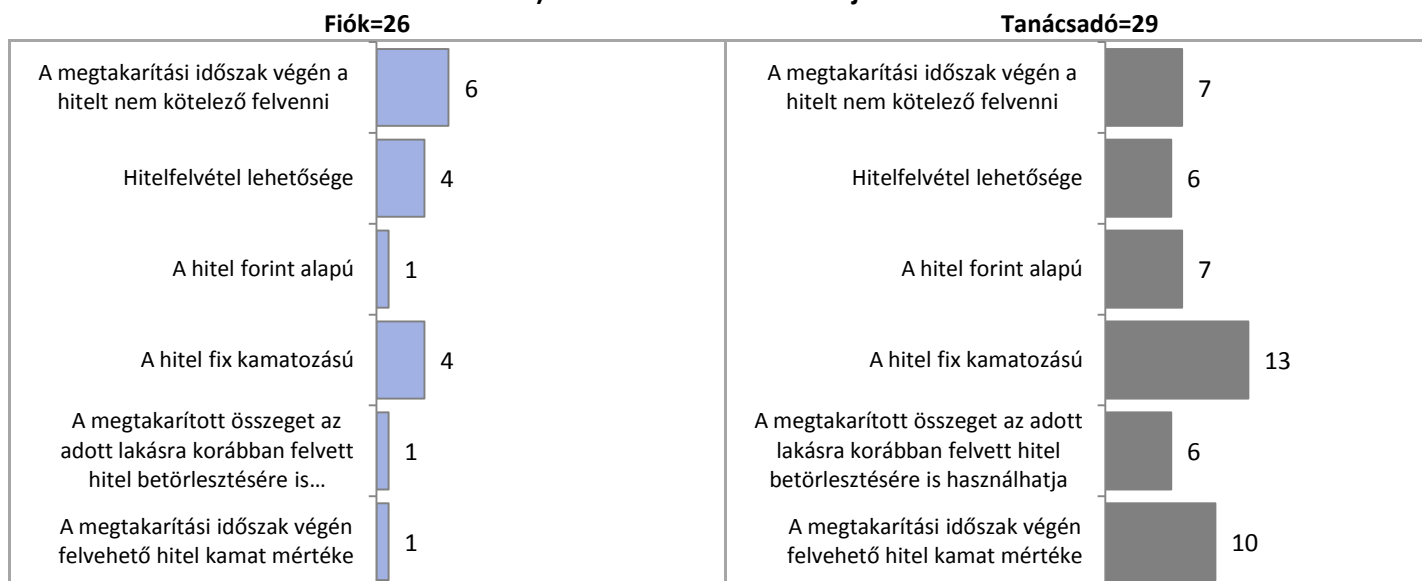 Fiók=26
A megtakarítási időszak végén a
hitelt nem kötelező felvenni
6
Hitelfelvétel lehetősége
4
A hitel forint alapú
1
A hitel fix kamatozású
4
A megtakarított összeget az
adott lakásra korábban felvett
hitel betörlesztésére is...
1
A megtakarítási időszak végén
felvehető hitel kamat mértéke
1
Tanácsadó=29
A megtakarítási időszak végén a
hitelt nem kötelező felvenni
7
Hitelfelvétel lehetősége
6
A hitel forint alapú
7
A hitel fix kamatozású
13
A megtakarított összeget az adott
lakásra korábban felvett hitel
betörlesztésére is használhatja
6
A megtakarítási időszak végén
felvehető hitel kamat mértéke
10